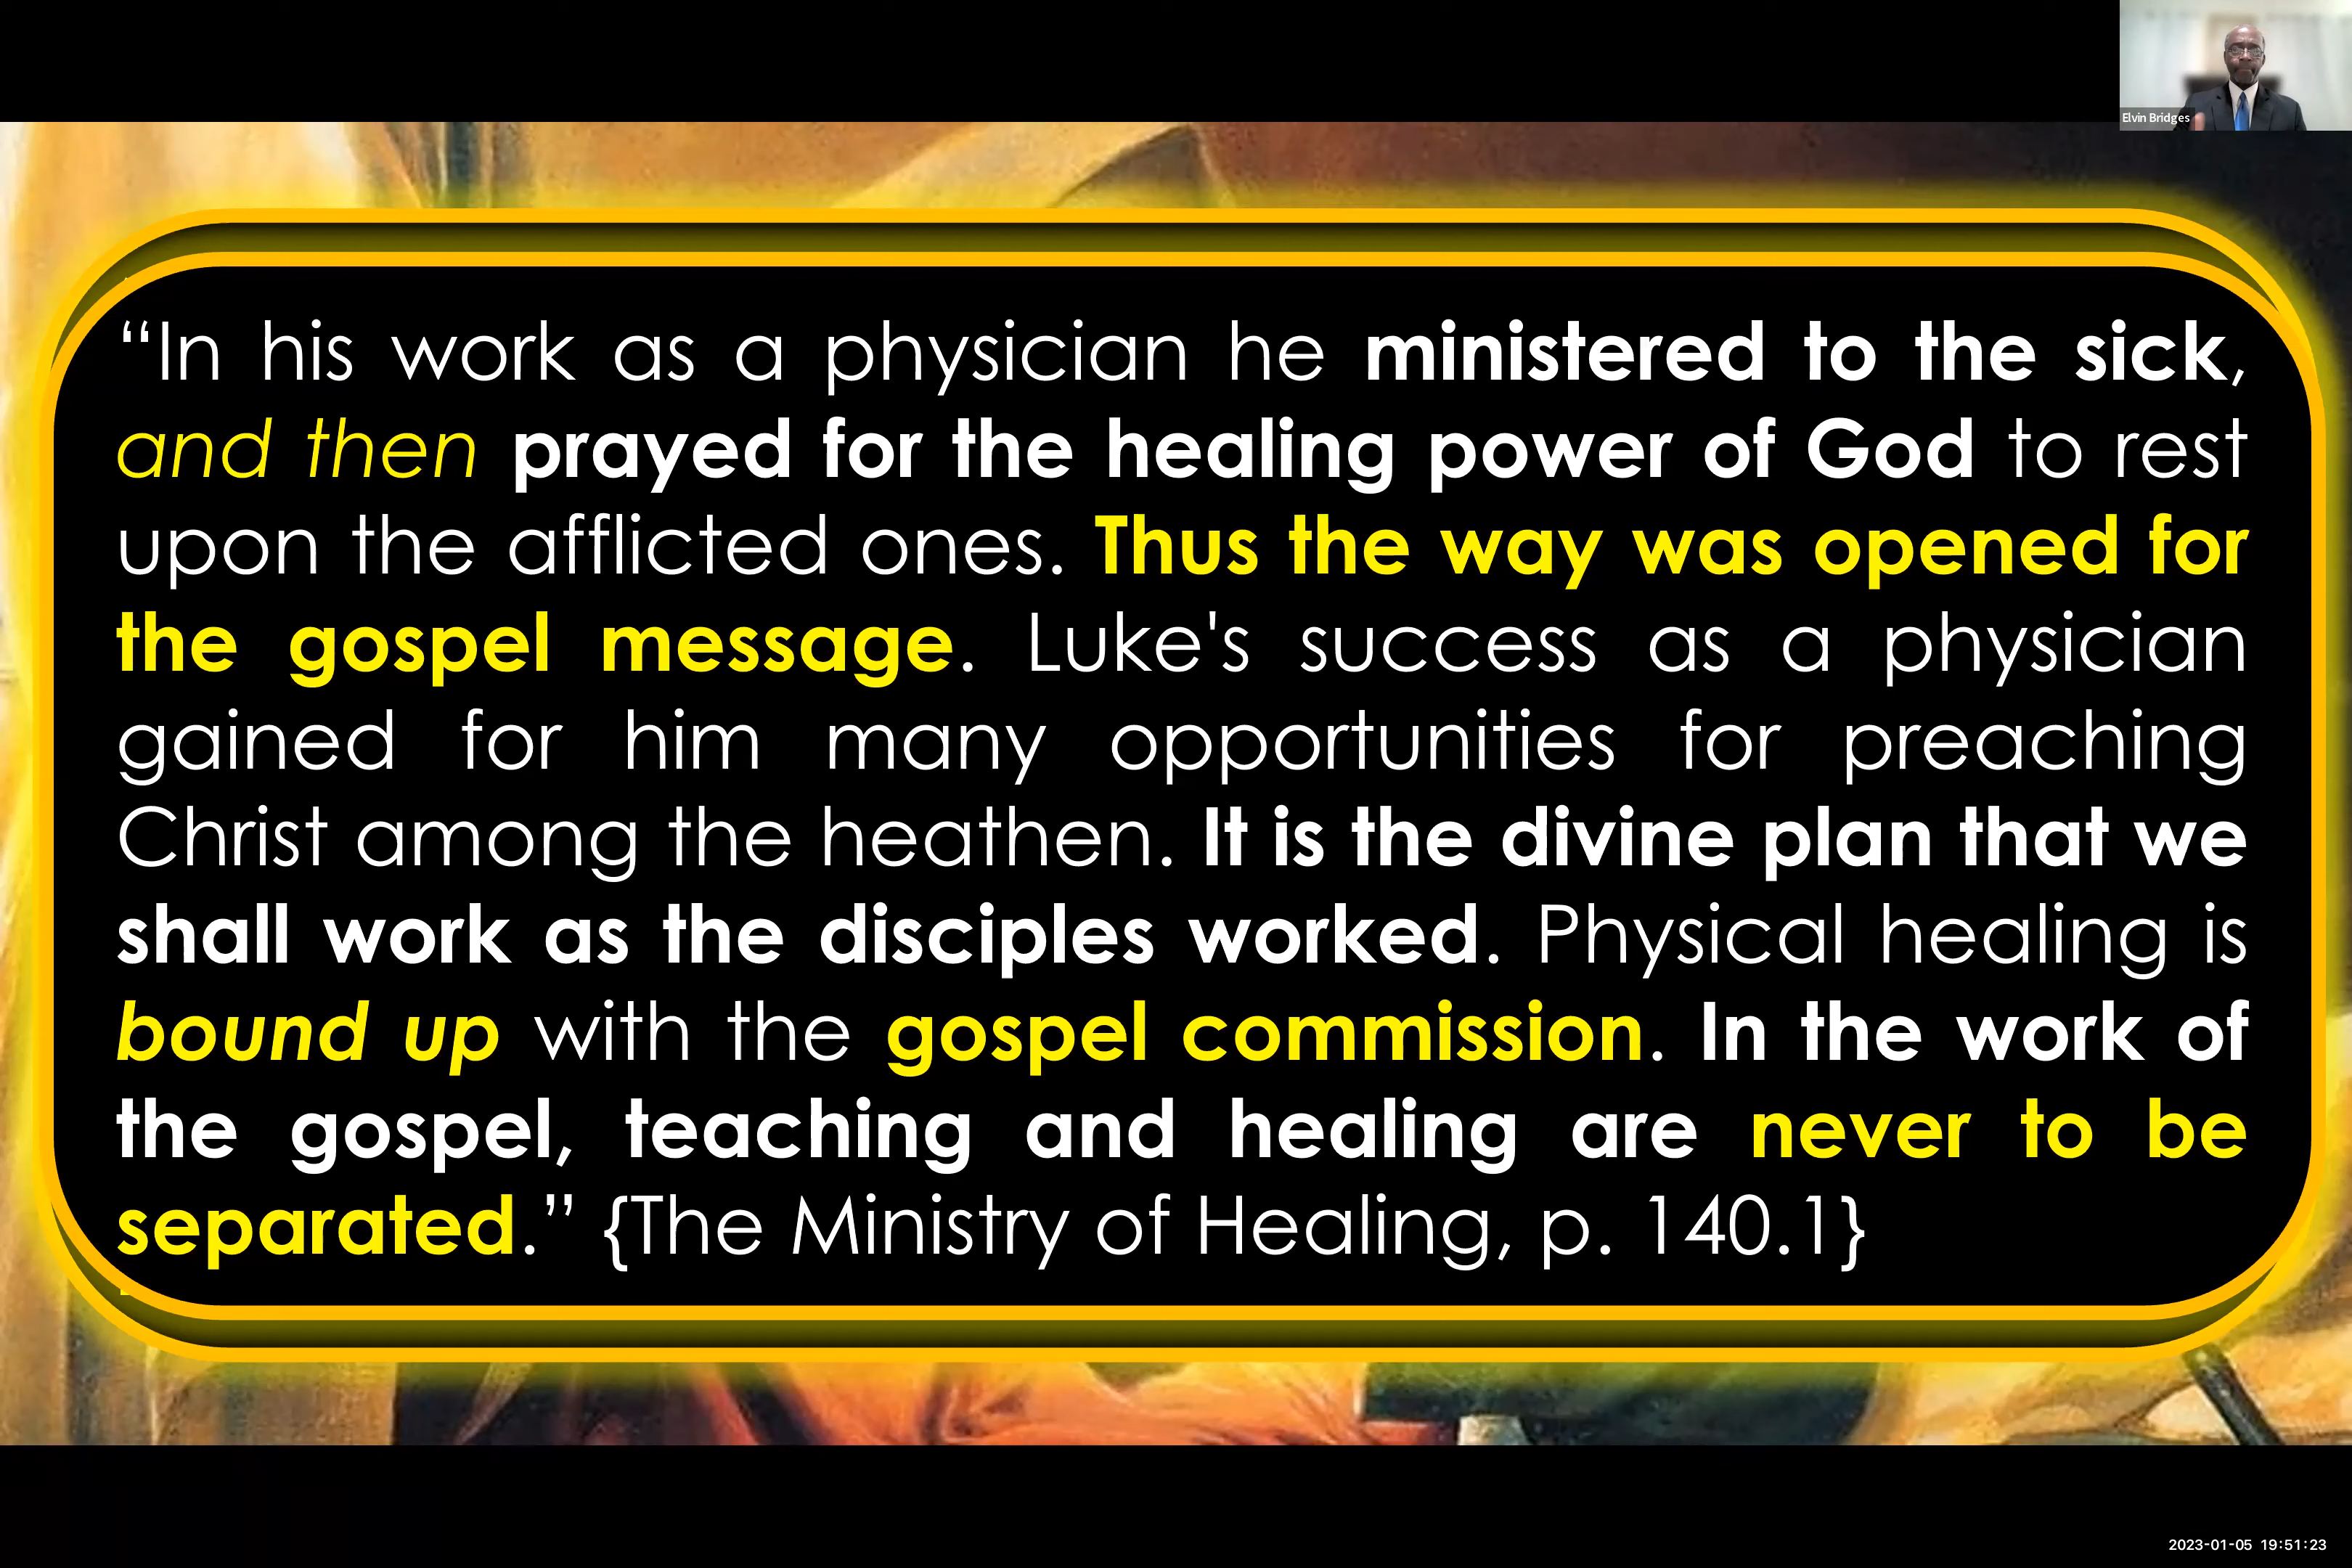 Elvin Bridges
“In his work as a physician he ministered to the sick,
and then prayed for the healing power of God to rest
upon the afflicted ones. Thus the way was opened for
the gospel message. Luke's success as a physician
gained for him many opportunities for preaching
Christ among the heathen. It is the divine plan that we
shall work as the disciples worked. Physical healing is
bound up with the gospel commission. In the work of
the gospel, teaching and healing are never to be
separated.” {The Ministry of Healing, p. 140.1}
2023-01-05 19:51:23